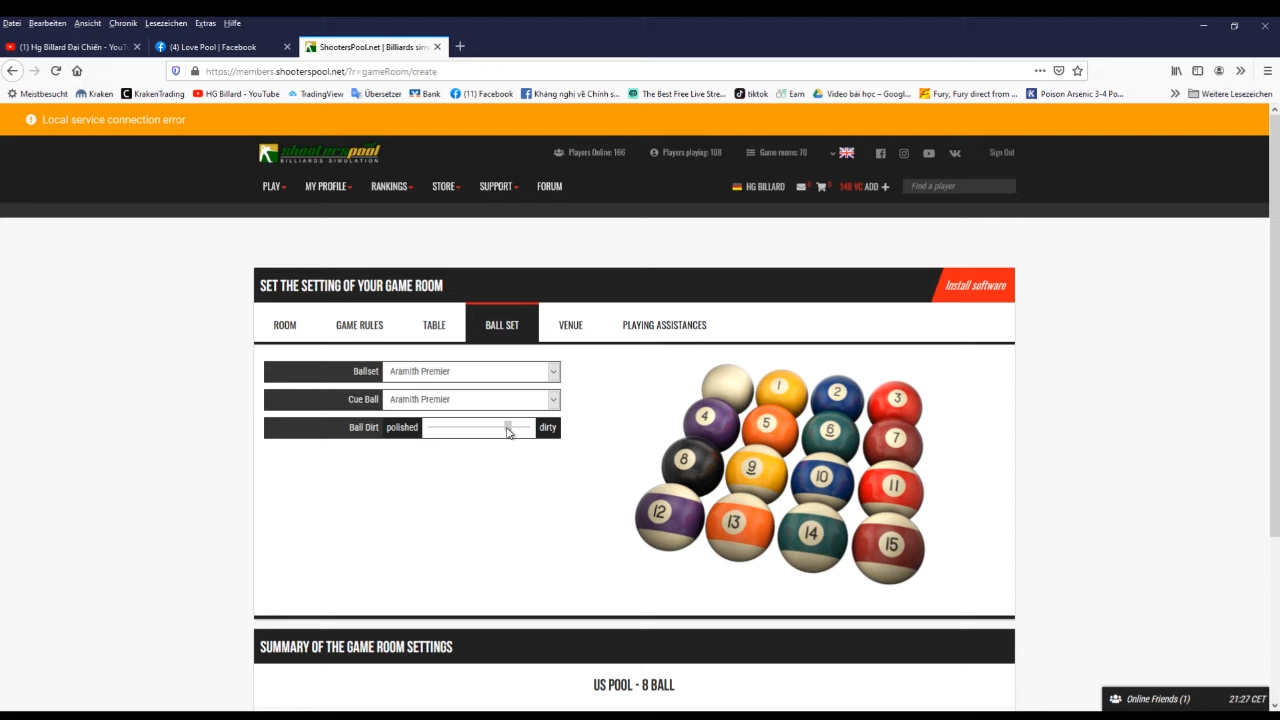 Datei Bearbeiten Ansicht Chronik Lesezeichen Extras Hilfe
(1) Hg Billard Đại Chiến - YouTu
(4) Love Pool | Facebook
ShootersPool.net | Billiards sim
https://members.shooterspool.net/?r=gameRoom/create
Meistbesucht Kraken KrakenTrading HG Billard - YouTube TradingView Übersetzer Bank (11) Facebook Kháng nghị về Chính s... The Best Free Live Stre... tiktok Earn Video bài học – Googl... Fury, Fury direct from ... Poison Arsenic 3-4 Po... Weitere Lesezeichen
Local service connection error
shooterspool
BILLIARDS SIMULATION
Players Online: 166 Players playing: 108 Game rooms: 70 Sign Out
PLAY MY PROFILE RANKINGS STORE SUPPORT FORUM HG BILLARD 0 0 148 VC ADD Find a player
SET THE SETTING OF YOUR GAME ROOM Install software
ROOM GAME RULES TABLE BALL SET VENUE PLAYING ASSISTANCES
Ballset Aramith Premier
Cue Ball Aramith Premier
Ball Dirt polished dirty
1 2 3
4 5 6 7
8 9 10 11
12 13 14 15
SUMMARY OF THE GAME ROOM SETTINGS
US POOL - 8 BALL
Online Friends (1) 21:27 CET